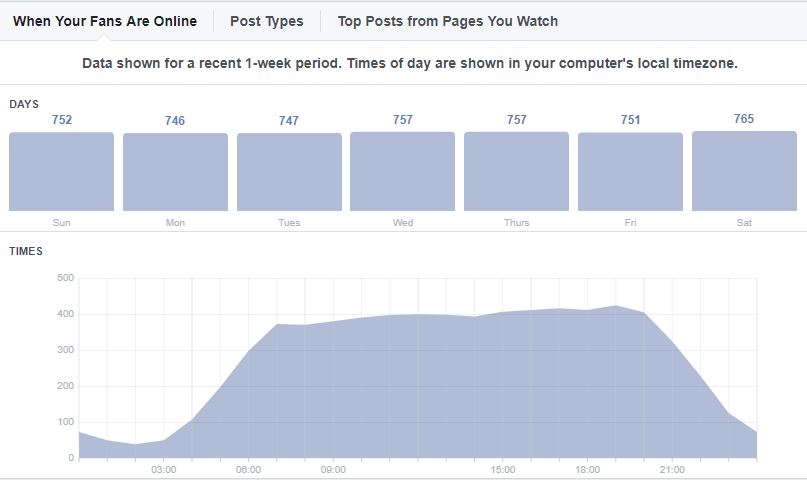 When Your Fans Are Online Post Types Top Posts from Pages You Watch
Data shown for a recent 1-week period. Times of day are shown in your computer's local timezone.
DAYS
752 746 747 757 757 751 765
Sun Mon Tues Wed Thurs Fri Sat
TIMES
500
400
300
200
100
0
03:00 06:00 09:00 15:00 18:00 21:00